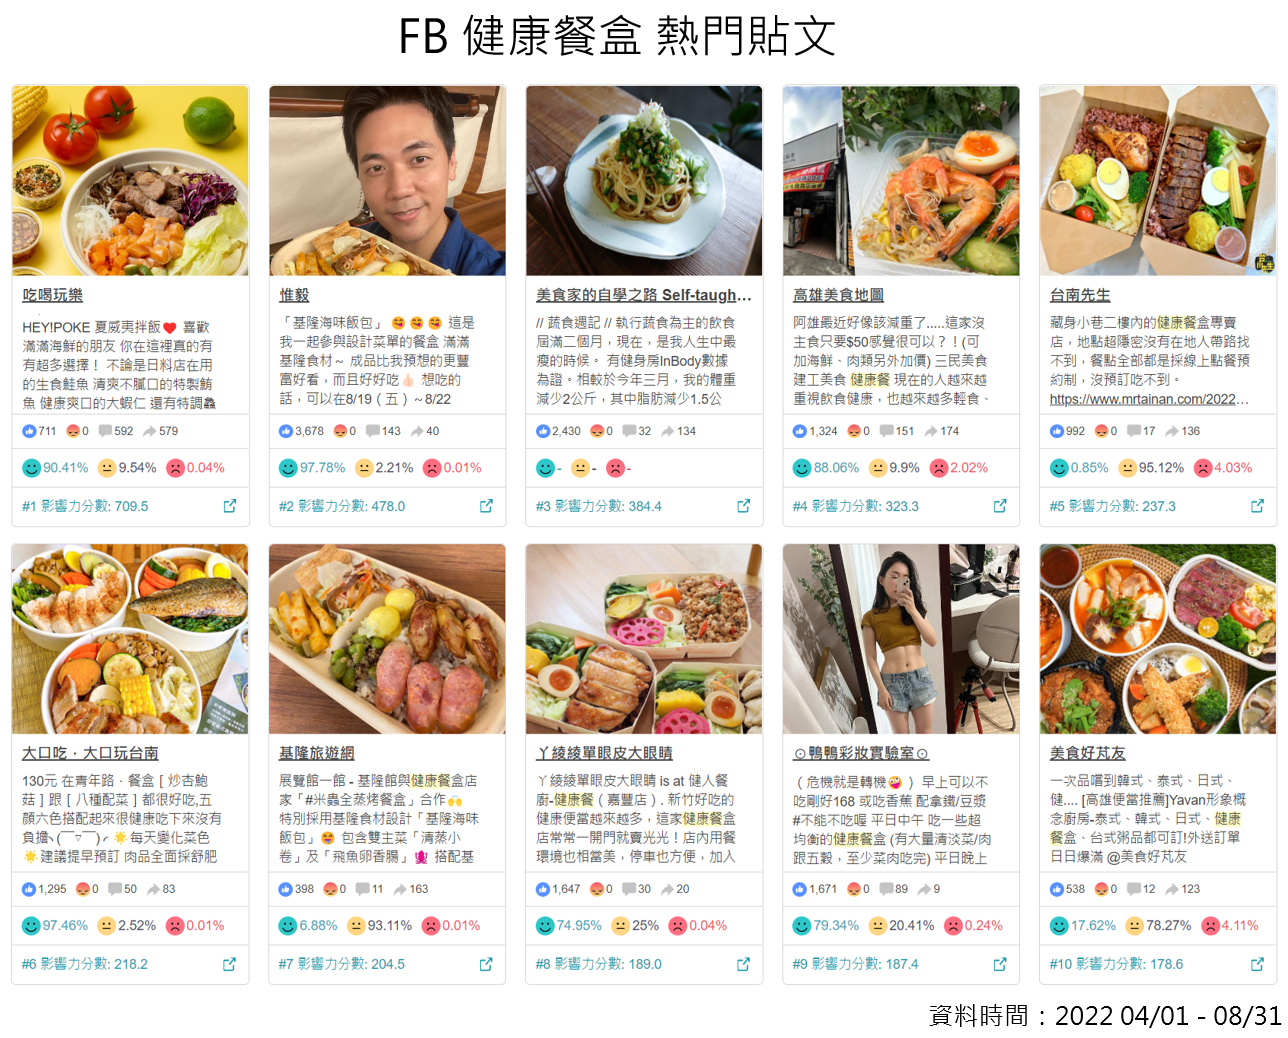 FB 健康餐盒 熱門貼文
吃喝玩樂
HEY!POKE 夏威夷拌飯❤️ 喜歡
滿滿海鮮的朋友 你在這裡真的有
有超多選擇！ 不論是日料店在用
的生食鮭魚 清爽不膩口的特製鮪
魚 健康爽口的大蝦仁 還有特調鱻
711 0 592 579
90.41% 9.54% 0.04%
#1 影響力分數: 709.5
惟毅
「基隆海味飯包」 😋 😋 😋 這是
我一起參與設計菜單的餐盒 滿滿
基隆食材～ 成品比我預想的更豐
富好看，而且好好吃👍🏻 想吃的
話，可以在8/19（五）～8/22
3,678 0 143 40
97.78% 2.21% 0.01%
#2 影響力分數: 478.0
美食家的自學之路 Self-taugh…
// 蔬食週記 // 執行蔬食為主的飲食
屆滿二個月，現在，是我人生中最
瘦的時候。 有健身房InBody數據
為證。相較於今年三月，我的體重
減少2公斤，其中脂肪減少1.5公
2,430 0 32 134
- - -
#3 影響力分數: 384.4
高雄美食地圖
阿雄最近好像該減重了.....這家沒
主食只要$50感覺很可以？！(可
加海鮮、肉類另外加價) 三民美食
建工美食 健康餐 現在的人越來越
重視飲食健康，也越來越多輕食、
1,324 0 151 174
88.06% 9.9% 2.02%
#4 影響力分數: 323.3
台南先生
藏身小巷二樓內的健康餐盒專賣
店，地點超隱密沒有在地人帶路找
不到，餐點全部都是採線上點餐預
約制，沒預訂吃不到。
https://www.mrtainan.com/2022…
992 0 17 136
0.85% 95.12% 4.03%
#5 影響力分數: 237.3
大口吃．大口玩台南
130元 在青年路．餐盒 [ 炒杏鮑
菇 ] 跟 [ 八種配菜 ] 都很好吃,五
顏六色搭配起來很健康吃下來沒有
負擔ヽ(￣▽￣)ノ 🌟每天變化菜色
🌟建議提早預訂 肉品全面採舒肥
1,295 0 50 83
97.46% 2.52% 0.01%
#6 影響力分數: 218.2
基隆旅遊網
展覽館一館 - 基隆館與健康餐盒店
家「#米蟲全蒸烤餐盒」合作🙌
特別採用基隆食材設計「基隆海味
飯包」😆 包含雙主菜「清蒸小
卷」及「飛魚卵香腸」🦑 搭配基
398 0 11 163
6.88% 93.11% 0.01%
#7 影響力分數: 204.5
丫綾綾單眼皮大眼睛
丫綾綾單眼皮大眼睛 is at 健人餐
廚-健康餐（嘉豐店）. 新竹好吃的
健康便當越來越多，這家健康餐盒
店常常一開門就賣光光！店內用餐
環境也相當美，停車也方便，加入
1,647 0 30 20
74.95% 25% 0.04%
#8 影響力分數: 189.0
⊙鴨鴨彩妝實驗室⊙
（危機就是轉機🤪 ） 早上可以不
吃剛好168 或吃香蕉 配拿鐵/豆漿
#不能不吃喔 平日中午 吃一些超
均衡的健康餐盒 (有大量清淡菜/肉
跟五穀，至少菜肉吃完) 平日晚上
1,671 0 89 9
79.34% 20.41% 0.24%
#9 影響力分數: 187.4
美食好芃友
一次品嚐到韓式、泰式、日式、
健.... [高雄便當推薦]Yavan形象概
念廚房-泰式、韓式、日式、健康
餐盒、台式粥品都可訂!外送訂單
日日爆滿 @美食好芃友
538 0 12 123
17.62% 78.27% 4.11%
#10 影響力分數: 178.6
資料時間：2022 04/01 - 08/31